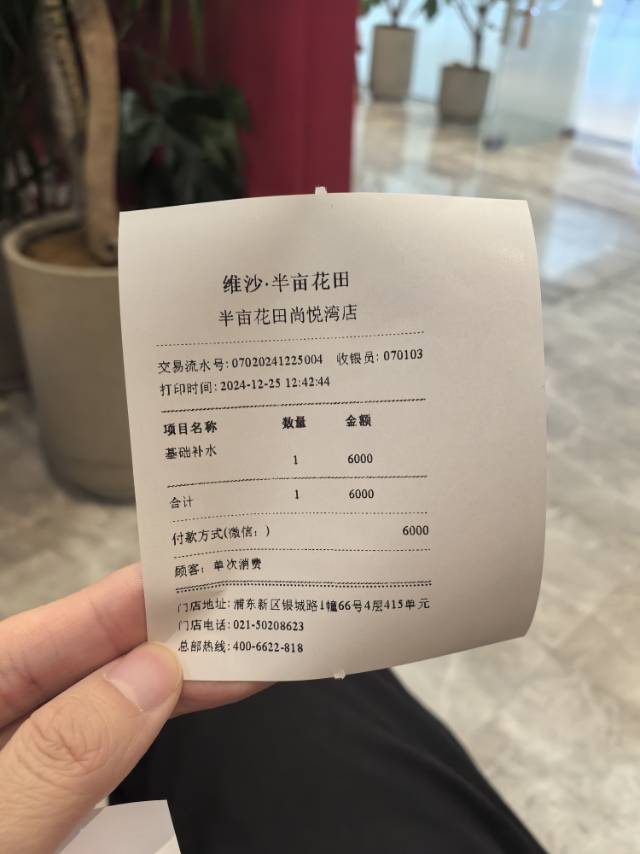 维沙·半亩花田
半亩花田尚悦湾店
交易流水号: 07020241225004 收银员: 070103
打印时间: 2024-12-25 12:42:44
项目名称 数量 金额
基础补水
1 6000
合计 1 6000
付款方式(微信: ) 6000
顾客: 单次消费
门店地址: 浦东新区银城路1幢66号4层415单元
门店电话: 021-50208623
总部热线: 400-6622-818